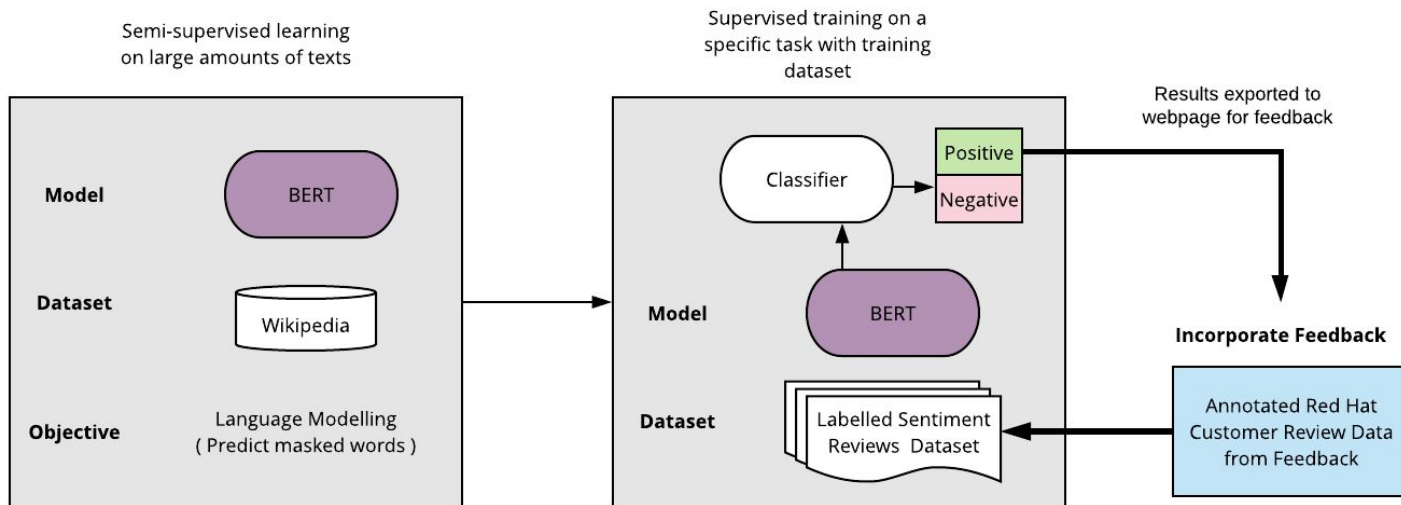 Semi-supervised learning
on large amounts of texts
Model
BERT
Dataset
Wikipedia
Objective
Language Modelling
( Predict masked words )
Supervised training on a
specific task with training
dataset
Classifier
Positive
Negative
Model
BERT
Dataset
Labelled Sentiment
Reviews Dataset
Results exported to
webpage for feedback
Incorporate Feedback
Annotated Red Hat
Customer Review Data
from Feedback